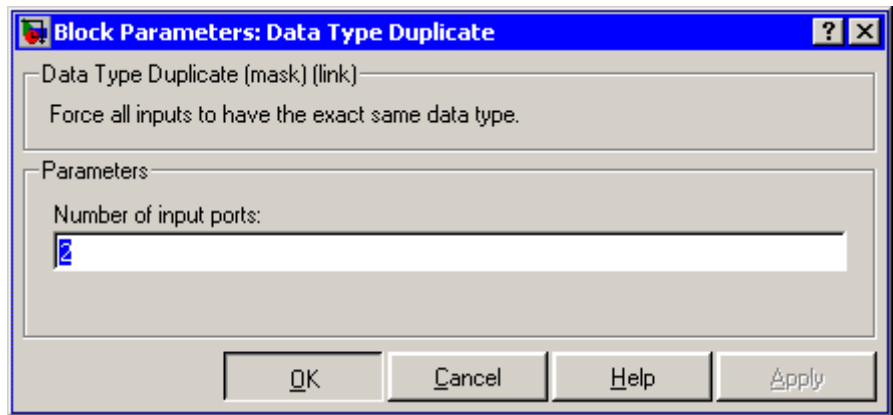 Block Parameters: Data Type Duplicate
Data Type Duplicate (mask) (link)
Force all inputs to have the exact same data type.
Parameters
Number of input ports:
2
OK Cancel Help Apply